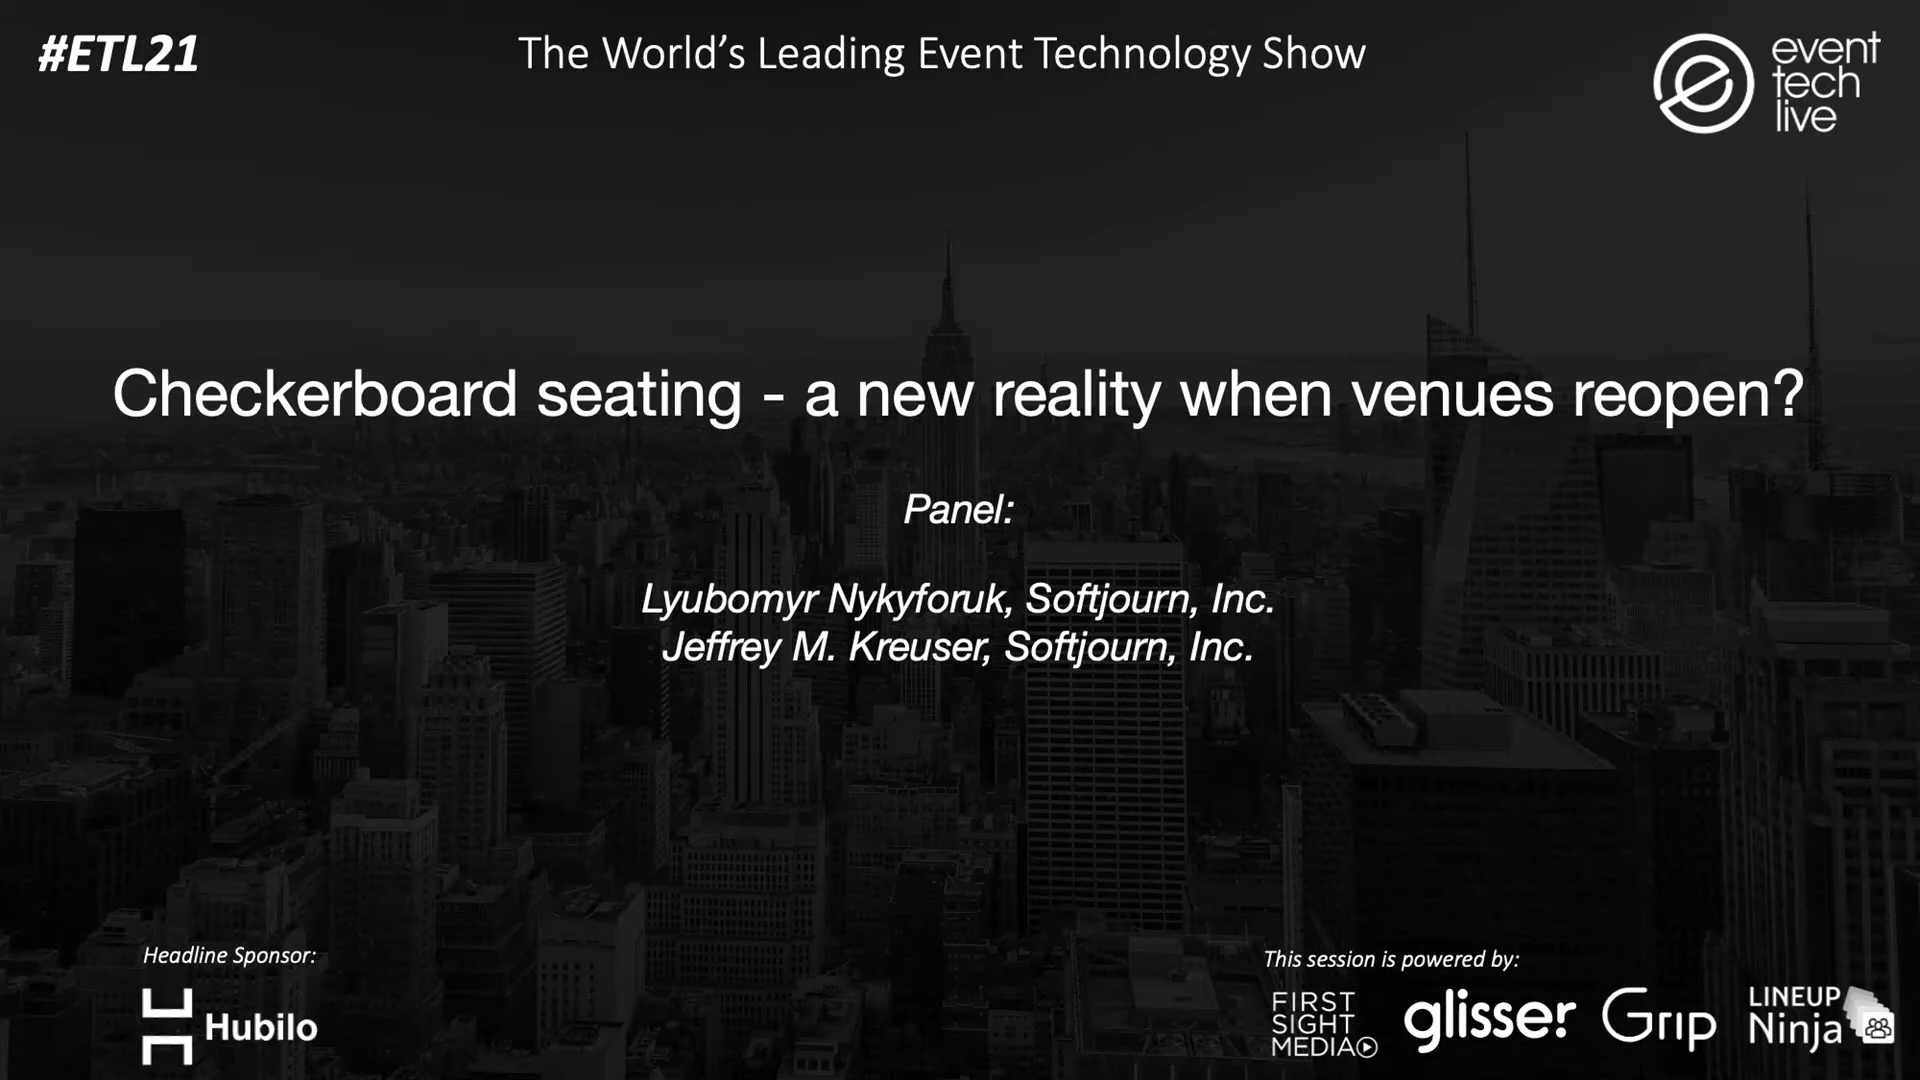 #ETL21
The World's Leading Event Technology Show
event
tech
live
Checkerboard seating - a new reality when venues reopen?
Panel:
Lyubomyr Nykyforuk, Softjourn, Inc.
Jeffrey M. Kreuser, Softjourn, Inc.
Headline Sponsor:
Hubilo
This session is powered by:
FIRST
SIGHT
MEDIA
glisser
Grip
LINEUP
Ninja